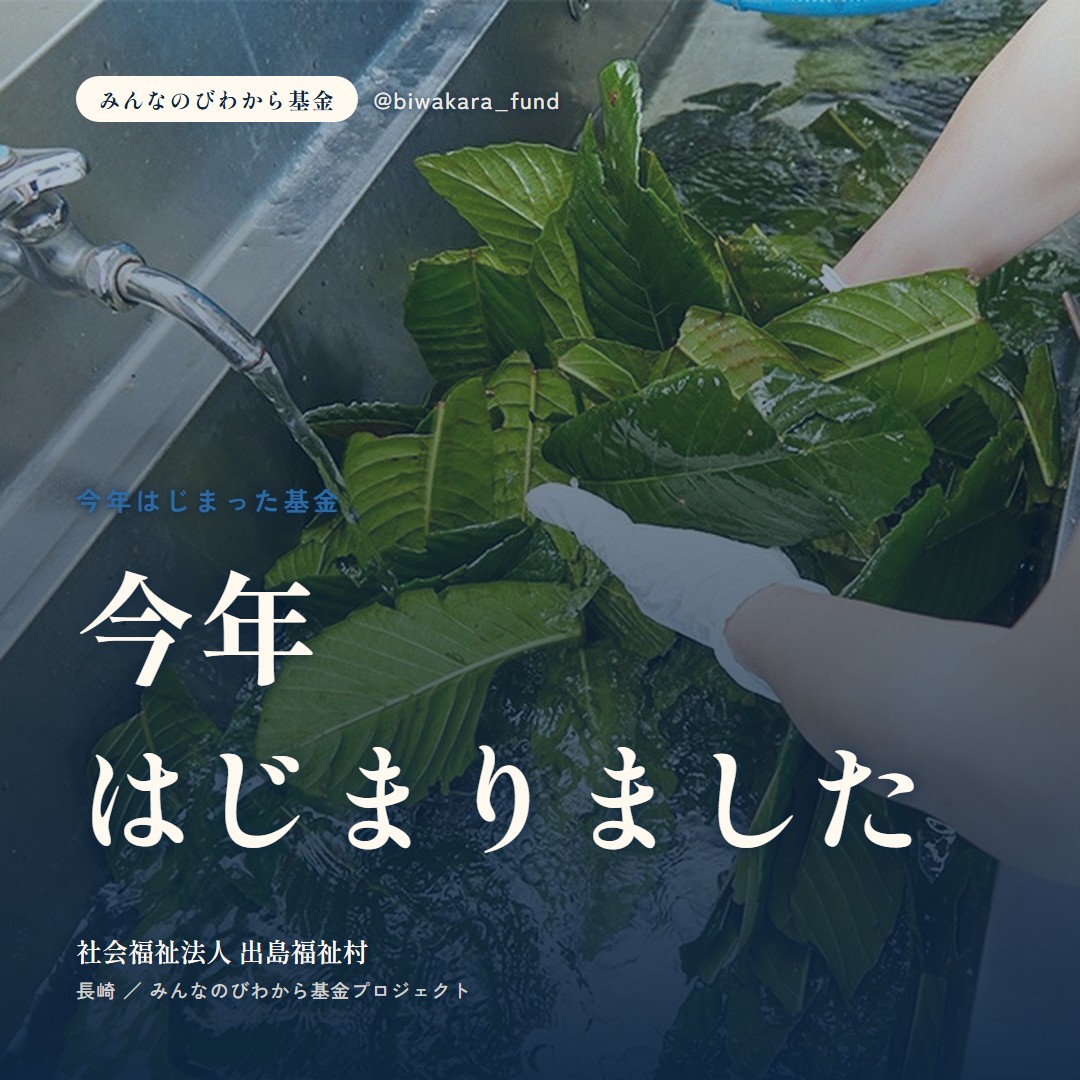 みんなのびわから基金 @biwakara_fund
今年はじまった基金
今年
はじまりました
社会福祉法人 出島福祉村
長崎 ／ みんなのびわから基金プロジェクト